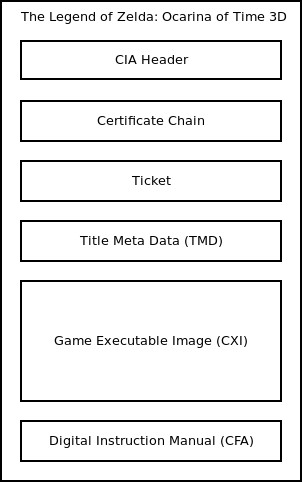 The Legend of Zelda: Ocarina of Time 3D
CIA Header
Certificate Chain
Ticket
Title Meta Data (TMD)
Game Executable Image (CXI)
Digital Instruction Manual (CFA)